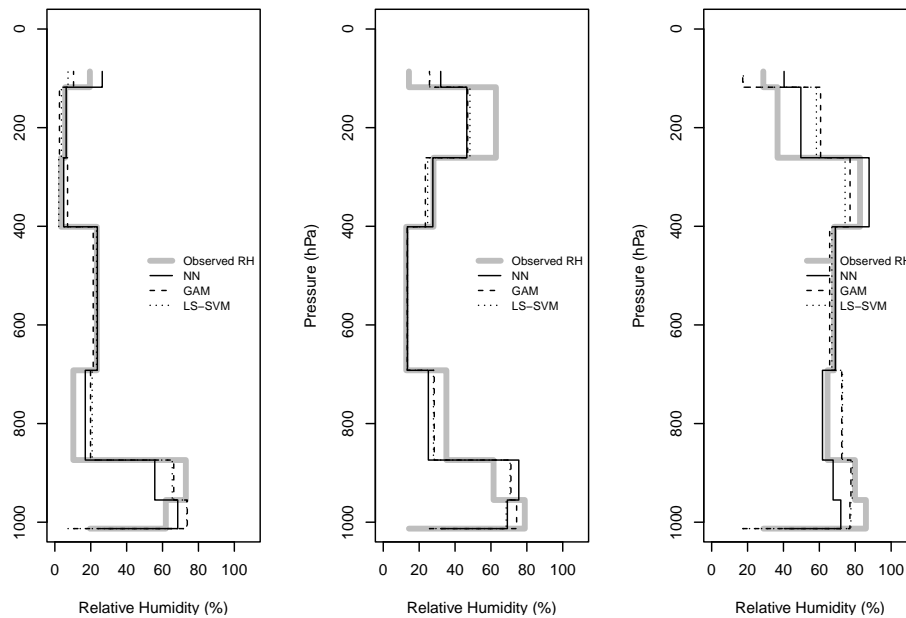 0
200
400
600
800
1000
0 20 40 60 80 100
Relative Humidity (%)
Observed RH
NN
GAM
LS−SVM
Pressure (hPa)
0
200
400
600
800
1000
0 20 40 60 80 100
Relative Humidity (%)
Observed RH
NN
GAM
LS−SVM
Pressure (hPa)
0
200
400
600
800
1000
0 20 40 60 80 100
Relative Humidity (%)
Observed RH
NN
GAM
LS−SVM